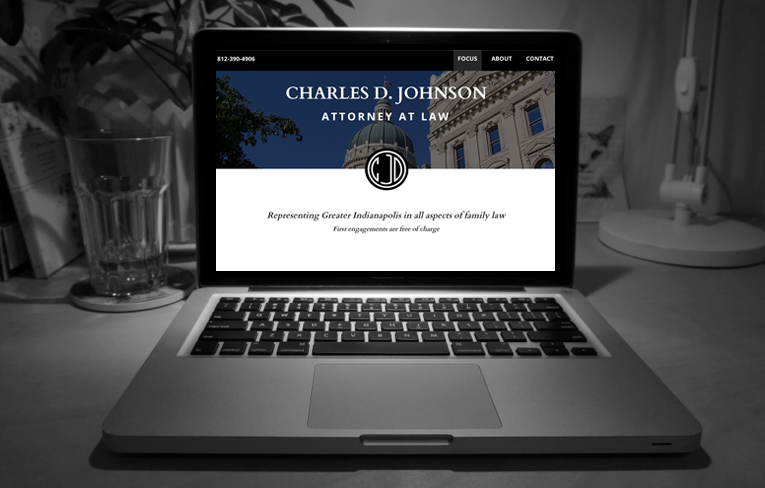 812-390-4906
FOCUS ABOUT CONTACT
CHARLES D. JOHNSON
ATTORNEY AT LAW
CJD
Representing Greater Indianapolis in all aspects of family law
First engagements are free of charge